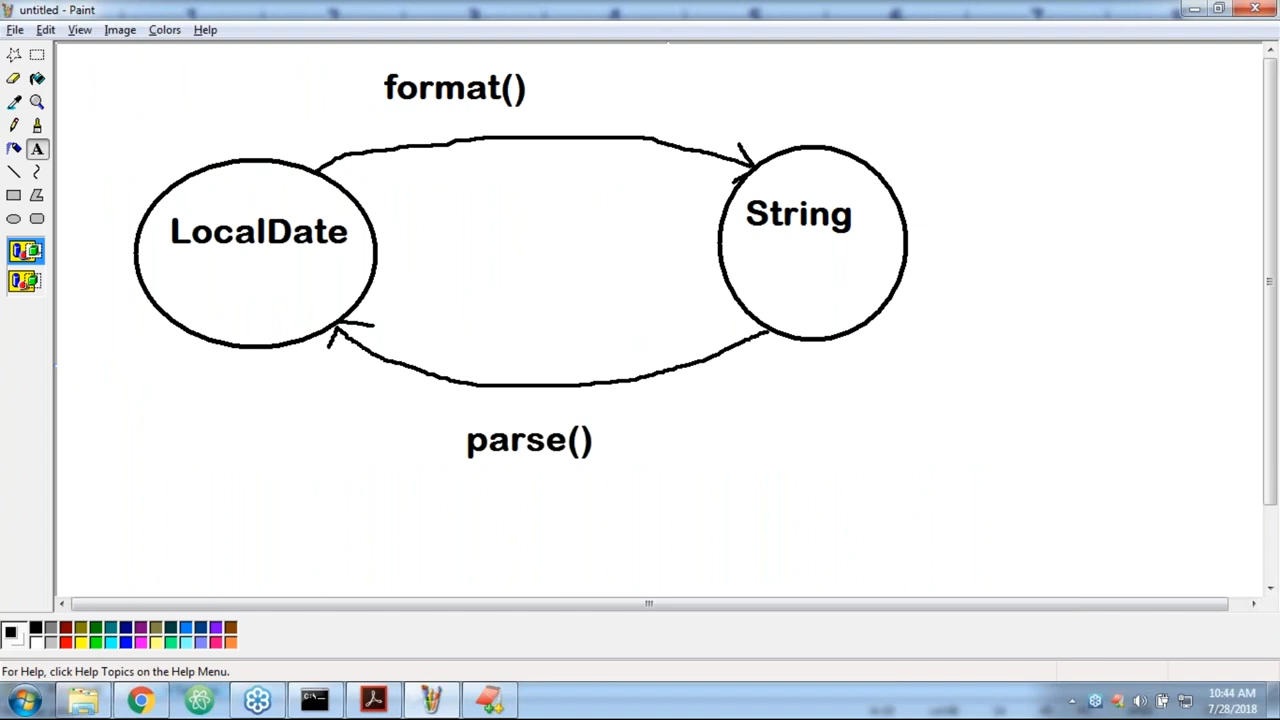 untitled - Paint
File Edit View Image Colors Help
format()
LocalDate
String
parse()
For Help, click Help Topics on the Help Menu.
10:44 AM
7/28/2018